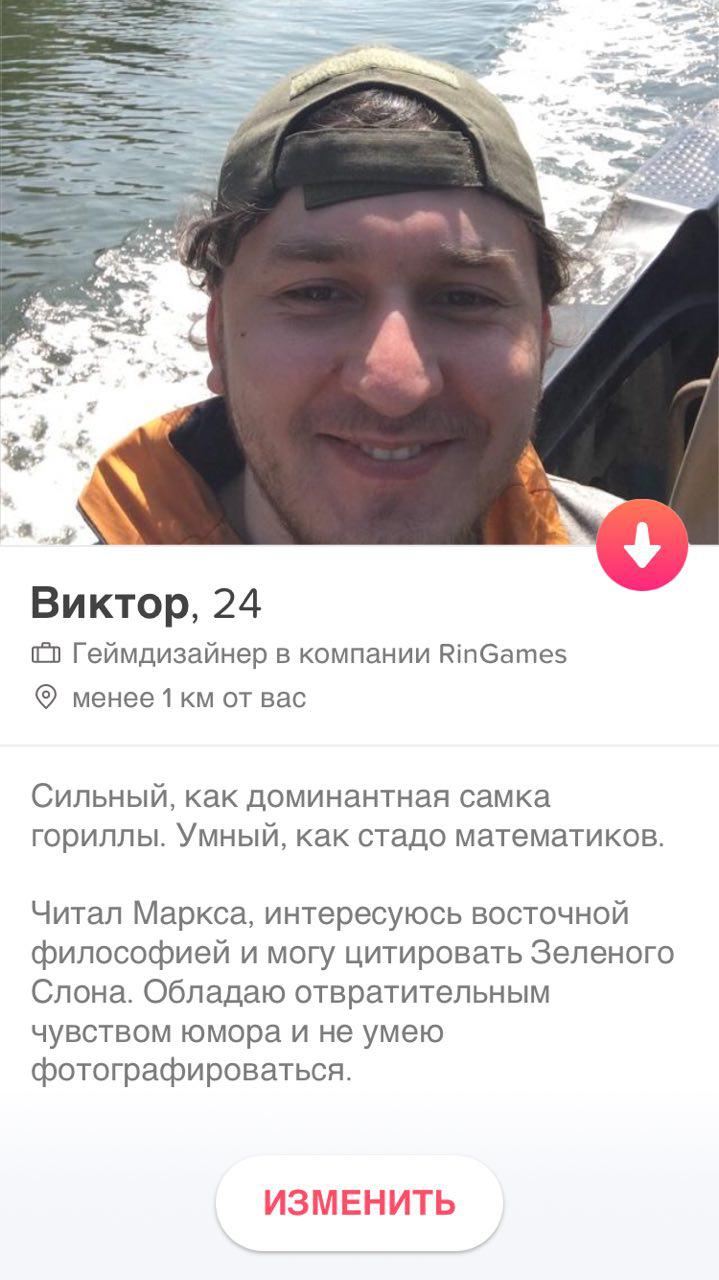 Виктор, 24
Геймдизайнер в компании RinGames
менее 1 км от вас
Сильный, как доминантная самка
гориллы. Умный, как стадо математиков.
Читал Маркса, интересуюсь восточной
философией и могу цитировать Зеленого
Слона. Обладаю отвратительным
чувством юмора и не умею
фотографироваться.
ИЗМЕНИТЬ